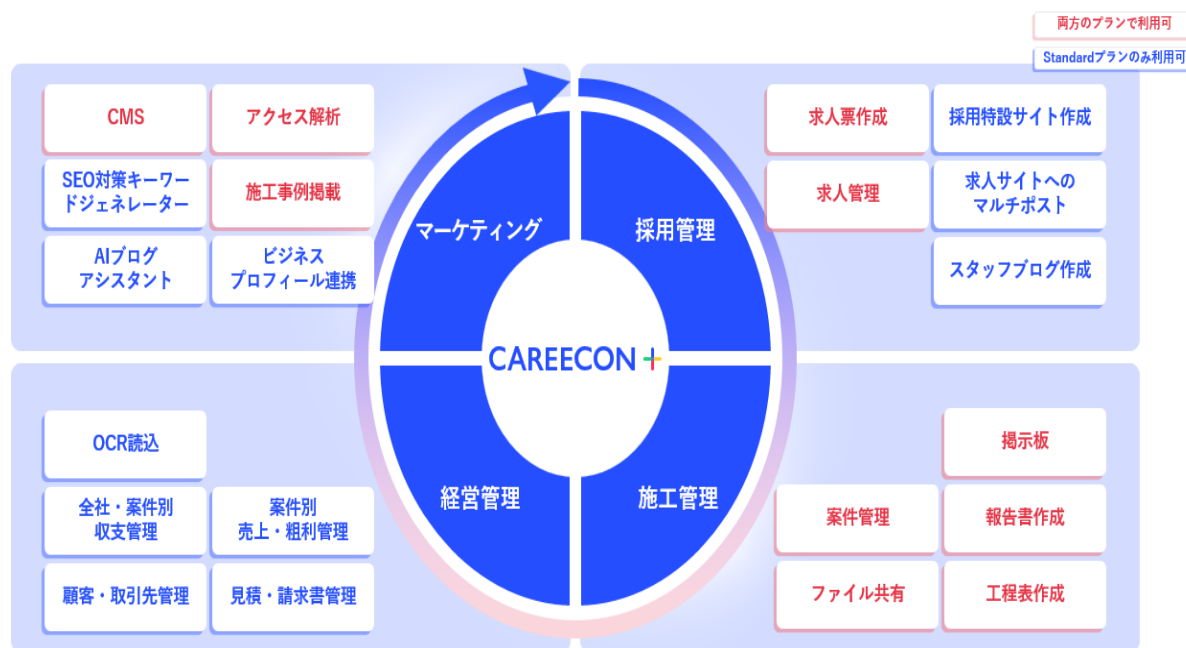 両方のプランで利用可
Standardプランのみ利用可
CMS
アクセス解析
SEO対策キーワー
ドジェネレーター
施工事例掲載
AIブログ
アシスタント
ビジネス
プロフィール連携
マーケティング
採用管理
求人票作成
採用特設サイト作成
求人管理
求人サイトへの
マルチポスト
スタッフブログ作成
CAREECON +
OCR読込
全社・案件別
収支管理
案件別
売上・粗利管理
顧客・取引先管理
見積・請求書管理
経営管理
施工管理
掲示板
案件管理
報告書作成
ファイル共有
工程表作成